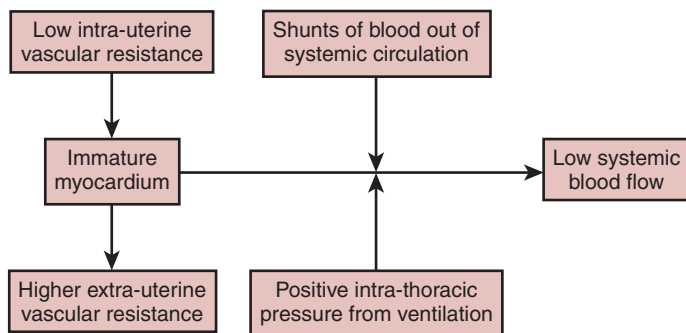 Low intra-uterine
vascular resistance
Shunts of blood out of
systemic circulation
Immature
myocardium
Low systemic
blood flow
Higher extra-uterine
vascular resistance
Positive intra-thoracic
pressure from ventilation